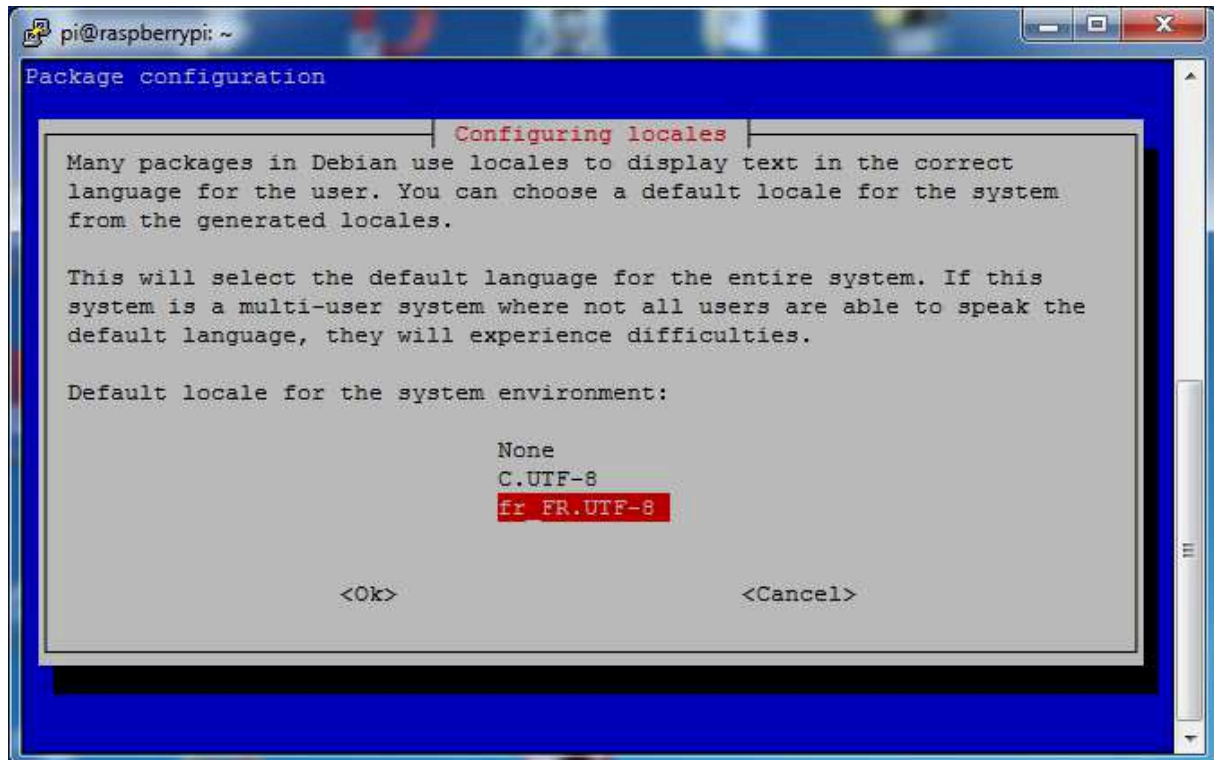 pi@raspberrypi: ~
Package configuration
Configuring locales
Many packages in Debian use locales to display text in the correct
language for the user. You can choose a default locale for the system
from the generated locales.
This will select the default language for the entire system. If this
system is a multi-user system where not all users are able to speak the
default language, they will experience difficulties.
Default locale for the system environment:
None
C.UTF-8
fr_FR.UTF-8
<Ok> <Cancel>